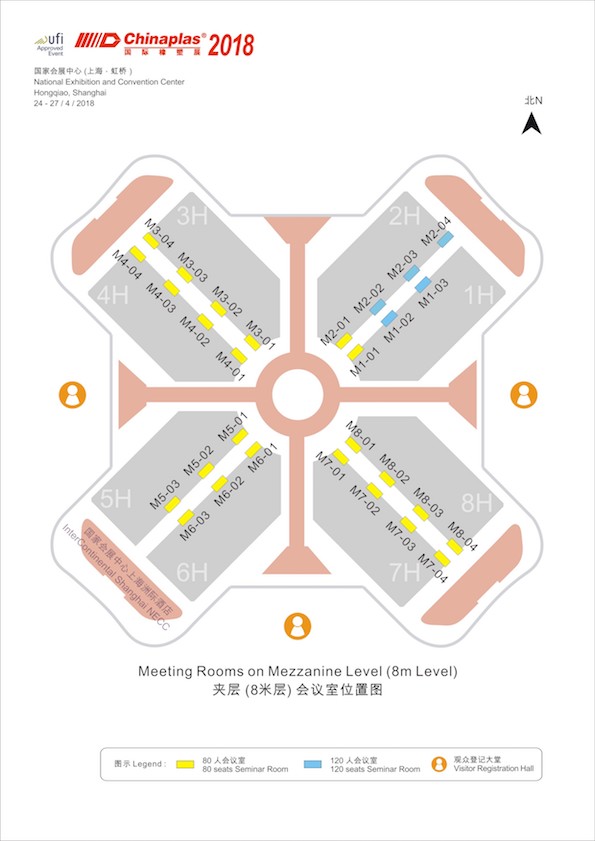 ufi
Approved
Event
Chinaplas® 2018
国际橡塑展
国家会展中心 (上海 · 虹桥 )
National Exhibition and Convention Center
Hongqiao, Shanghai
24 - 27 / 4 / 2018
北N
3H
2H
4H
1H
M3-04
M3-03
M3-02
M3-01
M4-04
M4-03
M4-02
M4-01
M2-04
M2-03
M2-02
M2-01
M1-03
M1-02
M1-01
M5-01
M5-02
M5-03
M6-01
M6-02
M6-03
M8-01
M8-02
M8-03
M8-04
M7-01
M7-02
M7-03
M7-04
5H
8H
6H
7H
国家会展中心上海洲际酒店
InterContinental Shanghai NECC
Meeting Rooms on Mezzanine Level (8m Level)
夹层 (8米层) 会议室位置图
图示 Legend :
80 人会议室
80 seats Seminar Room
120 人会议室
120 seats Seminar Room
观众登记大堂
Visitor Registration Hall